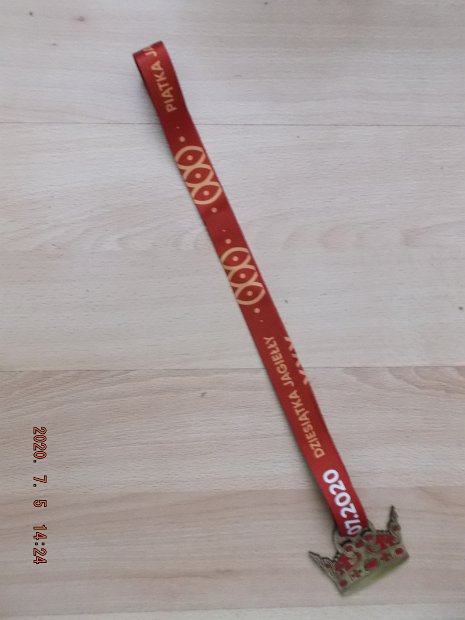 PIĄTKA
DZIESIĄTKA JAGIEŁŁY
07.2020
2020. 7. 5 14:24